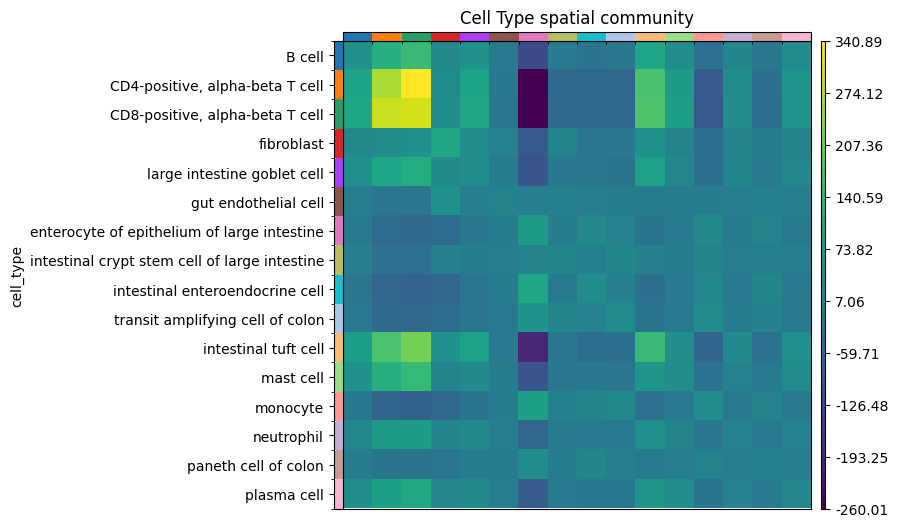 Cell Type spatial community
cell_type
B cell
CD4-positive, alpha-beta T cell
CD8-positive, alpha-beta T cell
fibroblast
large intestine goblet cell
gut endothelial cell
enterocyte of epithelium of large intestine
intestinal crypt stem cell of large intestine
intestinal enteroendocrine cell
transit amplifying cell of colon
intestinal tuft cell
mast cell
monocyte
neutrophil
paneth cell of colon
plasma cell
340.89
274.12
207.36
140.59
73.82
7.06
-59.71
-126.48
-193.25
-260.01